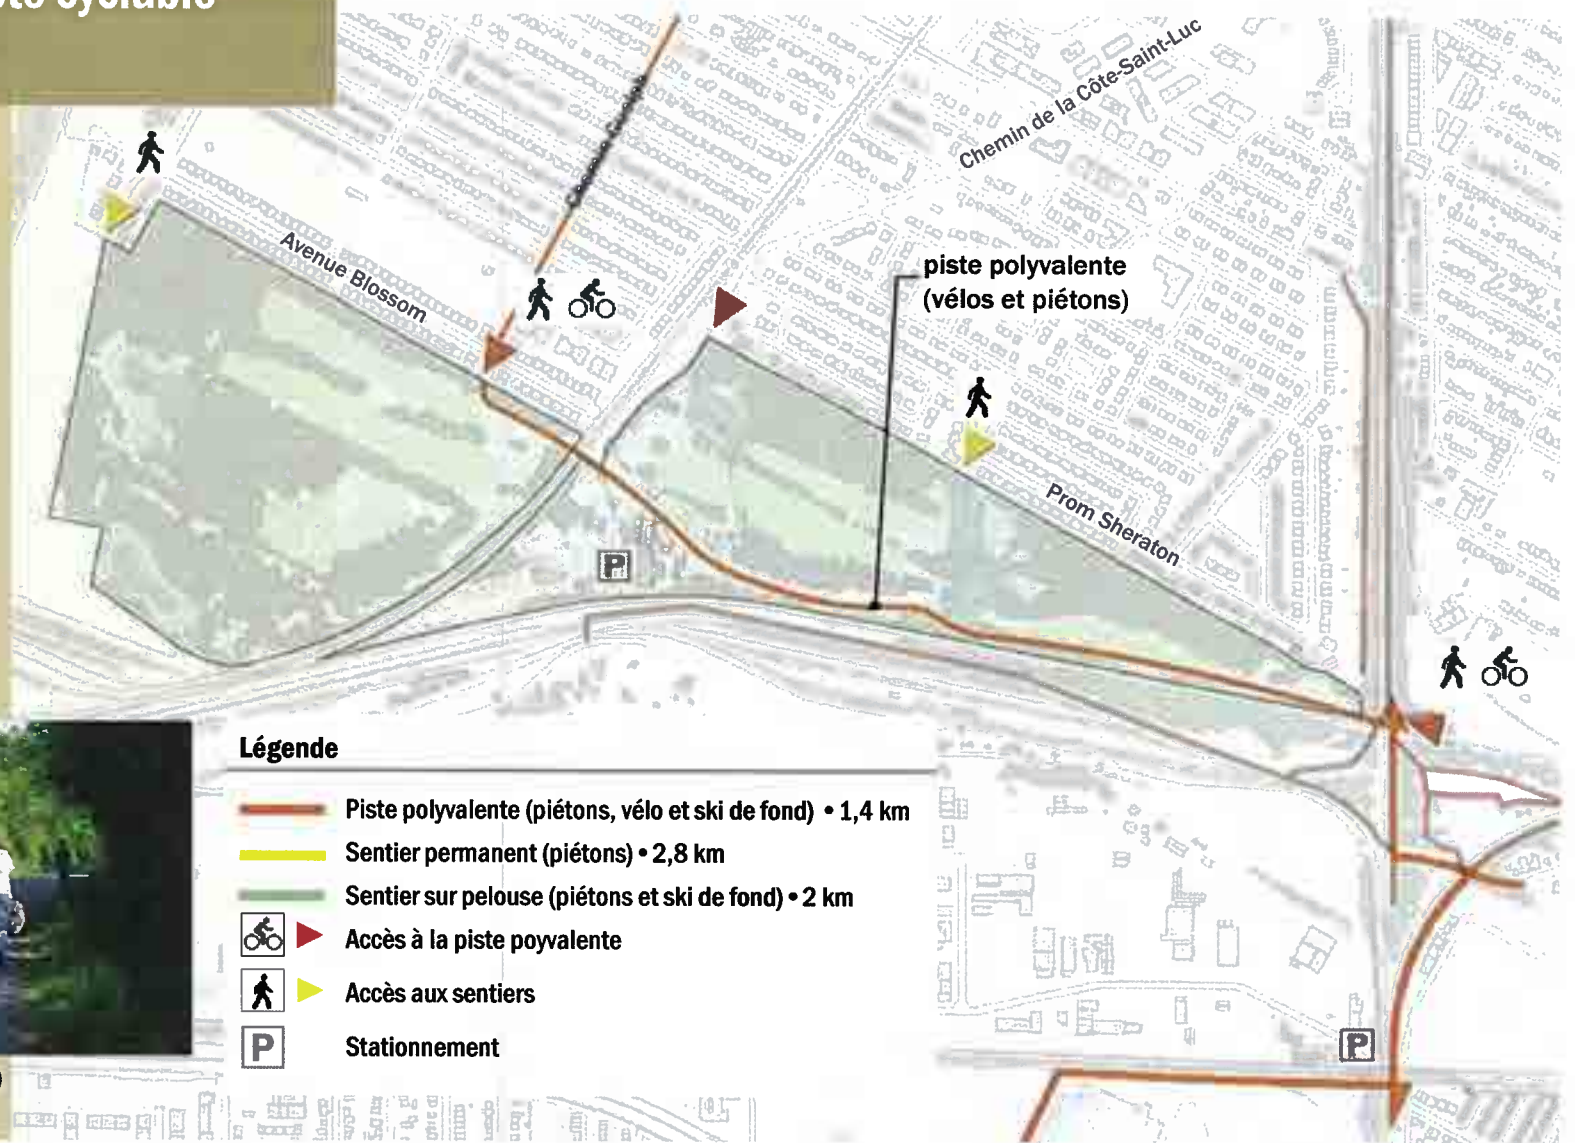 Chemin de la Côte-Saint-Luc
Avenue Blossom
piste polyvalente
(vélos et piétons)
Prom Sheraton
P
Légende
Piste polyvalente (piétons, vélo et ski de fond) • 1,4 km
Sentier permanent (piétons) • 2,8 km
Sentier sur pelouse (piétons et ski de fond) • 2 km
Accès à la piste poyvalente
Accès aux sentiers
P Stationnement
P